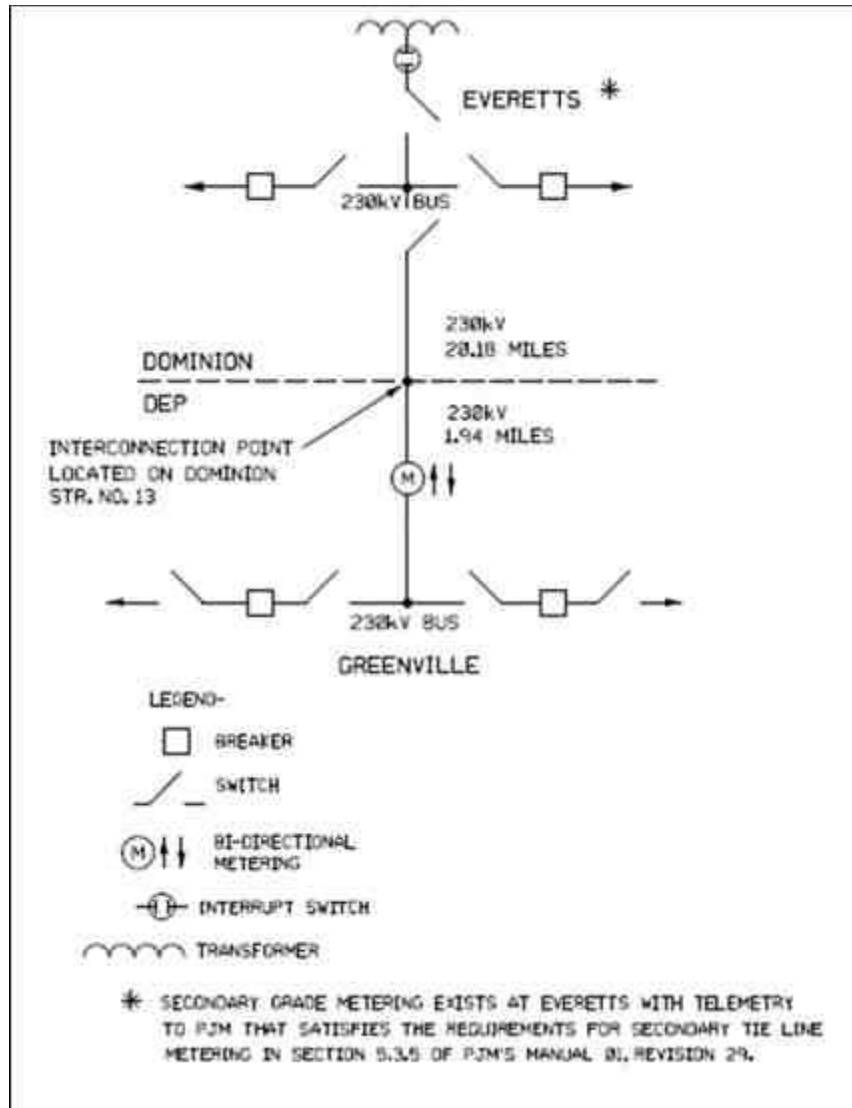 EVERETTS *
230kV BUS
230kV
20.18 MILES
DOMINION
DEP
230kV
1.94 MILES
INTERCONNECTION POINT
LOCATED ON DOMINION
STR. NO. 13
M
230kV BUS
GREENVILLE
LEGEND-
BREAKER
SWITCH
M
BI-DIRECTIONAL
METERING
INTERRUPT SWITCH
TRANSFORMER
* SECONDARY GRADE METERING EXISTS AT EVERETTS WITH TELEMETRY
TO PJM THAT SATISFIES THE REQUIREMENTS FOR SECONDARY TIE LINE
METERING IN SECTION 5.3.5 OF PJM'S MANUAL 01, REVISION 29.